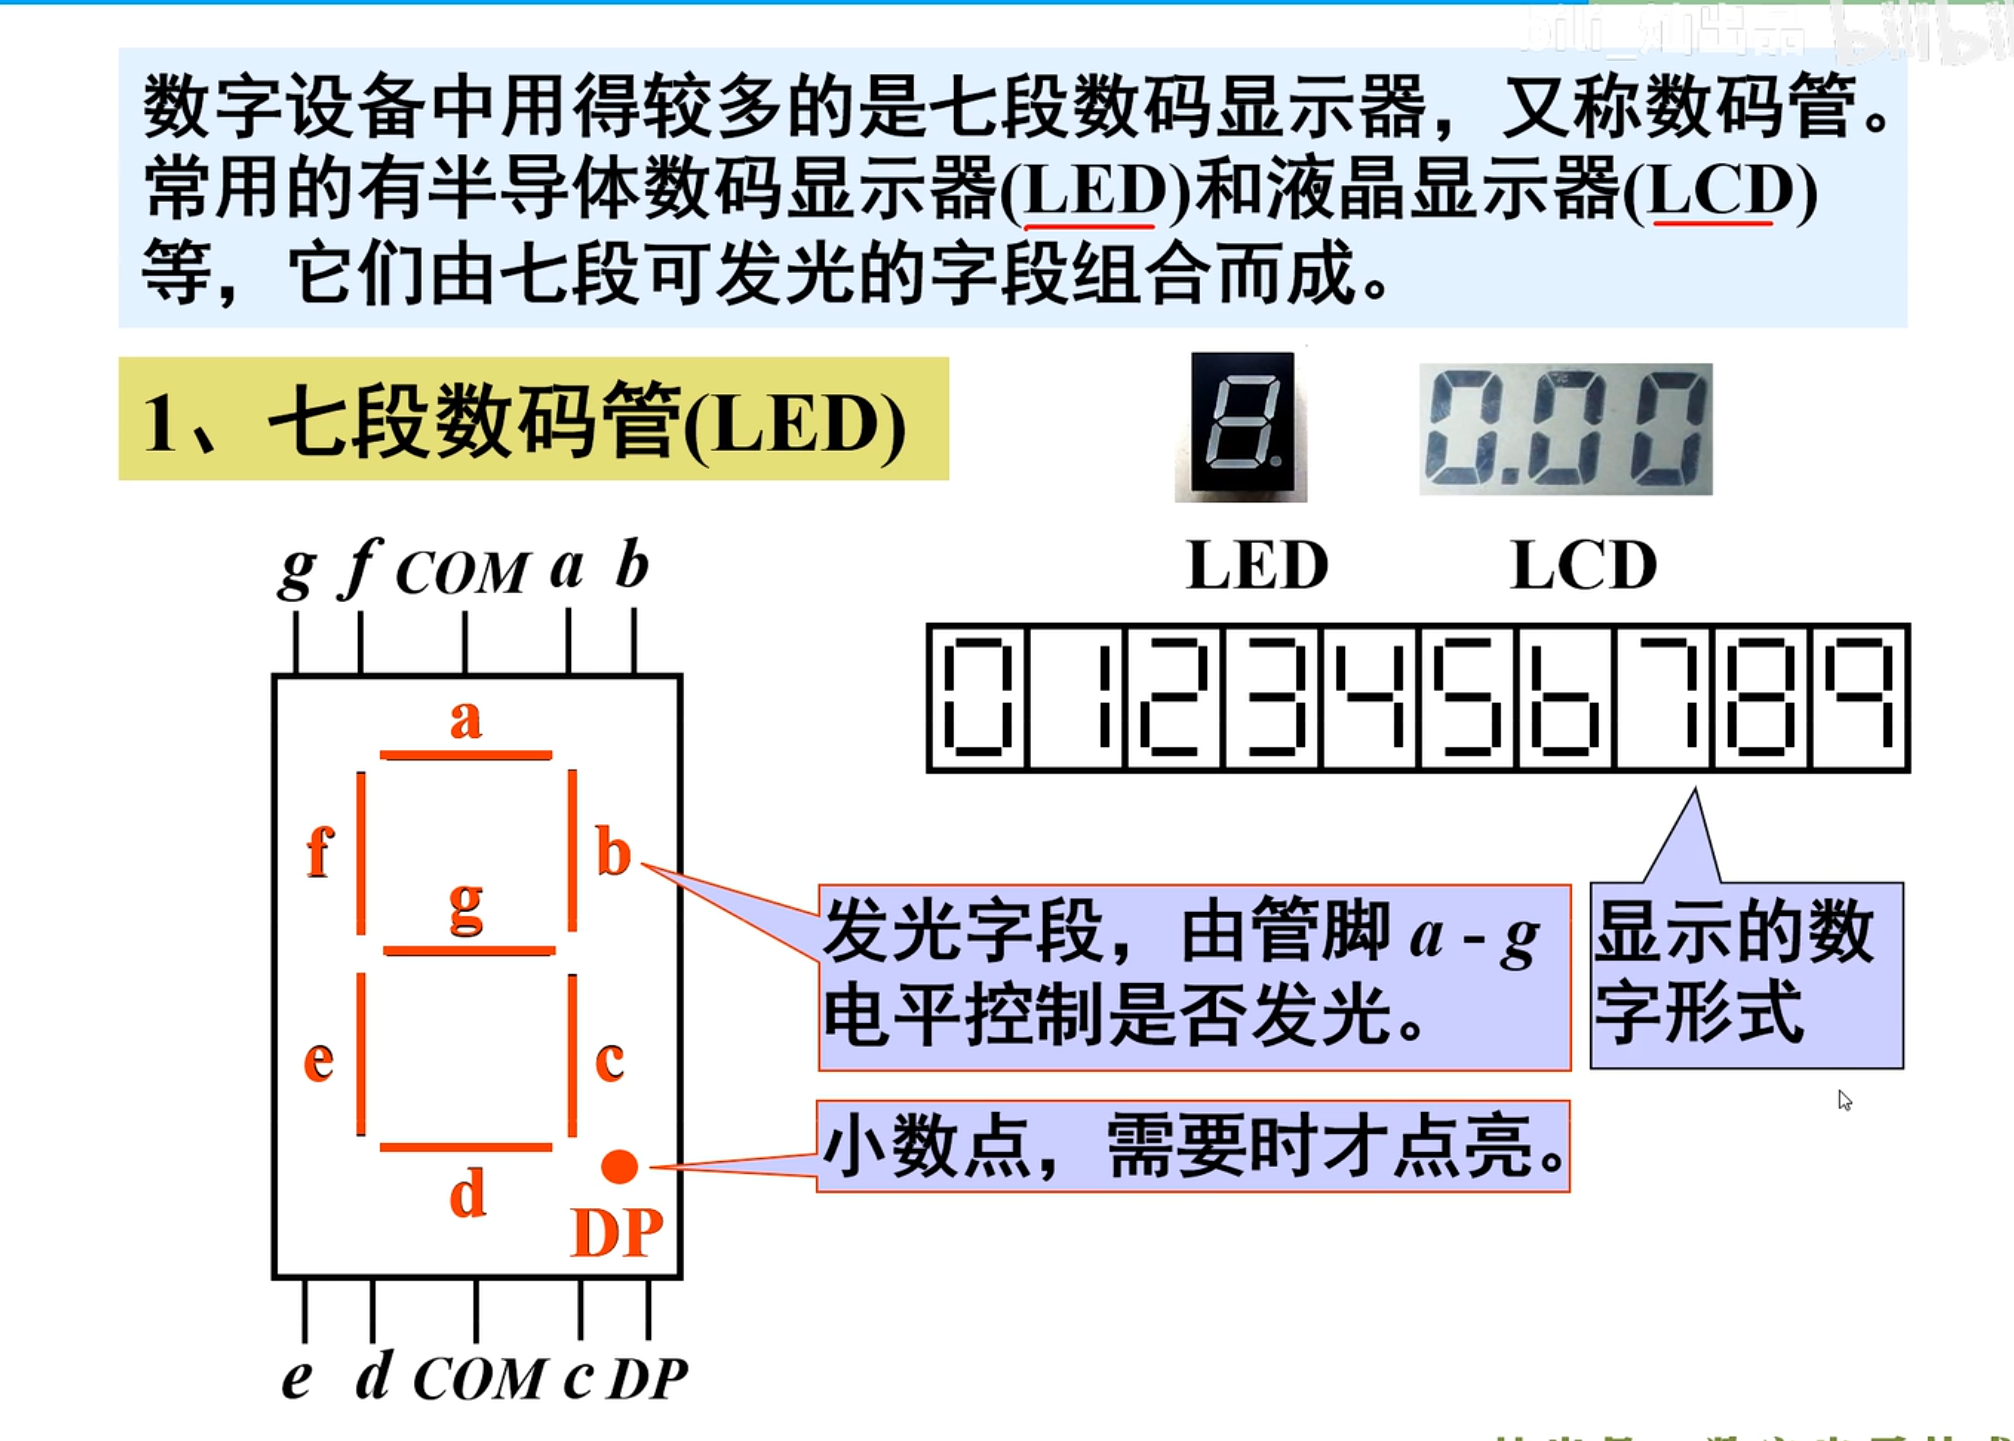 数字设备中用得较多的是七段数码显示器，又称数码管。
常用的有半导体数码显示器(LED)和液晶显示器(LCD)
等，它们由七段可发光的字段组合而成。
1、七段数码管(LED)
0.00
LED LCD
g f COM a b
0 1 2 3 4 5 6 7 8 9
a
f b
g
e c
d
DP
发光字段，由管脚 a - g
电平控制是否发光。
显示的数
字形式
小数点，需要时才点亮。
e d COM c DP